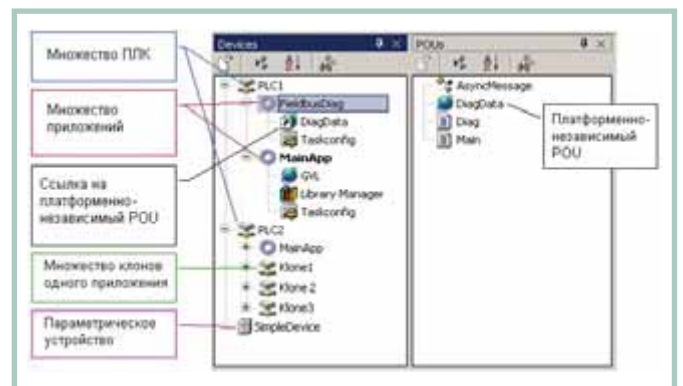 Множество ПЛК
Множество
приложений
Ссылка на
платформенно-
независимый POU
Множество клонов
одного приложения
Параметрическое
устройство
Devices
PLC1
FieldbusDiag
DiagData
Taskconfig
MainApp
GVL
Library Manager
Taskconfig
PLC2
MainApp
Klone1
Klone2
Klone3
SimpleDevice
POUs
AsyncMessage
DiagData
Diag
Main
Платформенно-
независимый
POU